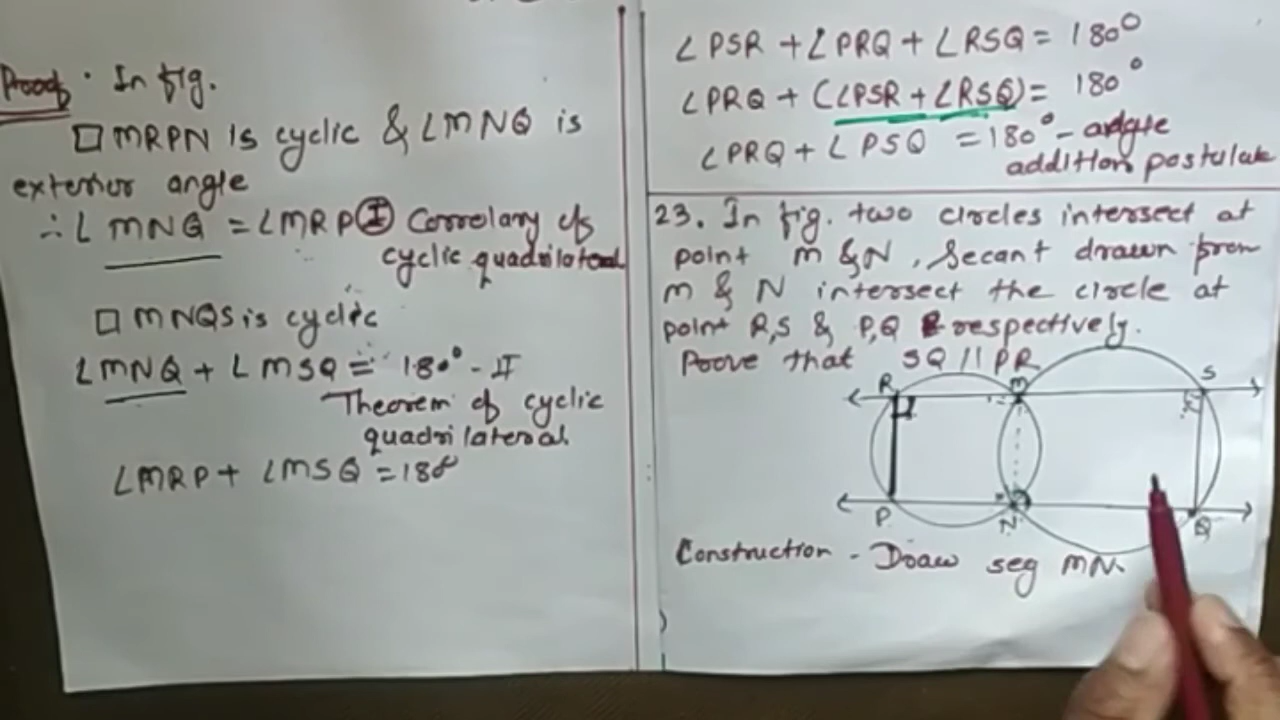 Proof. In fig.
□ MRPN is cyclic & ∠MNQ is
exterior angle
∴ ∠ MNQ = ∠MRP Ⓘ Correlary of
cyclic quadrilateral
□ MNQS is cyclic
∠MNQ + ∠MSQ = 180° - II
Theorem of cyclic
quadrilateral.
∠MRP + ∠MSQ = 180
∠PSR + ∠PRQ + ∠RSQ = 180°
∠PRQ + (∠PSR + ∠RSQ) = 180°
∠PRQ + ∠PSQ = 180° - angle
addition postulate
23. In fig. two circles intersect at
point M & N, Secant drawn from
M & N intersect the circle at
point R,S & P,Q respectively.
Prove that SQ // PR
R M S
P N Q
Construction - Draw seg MN.